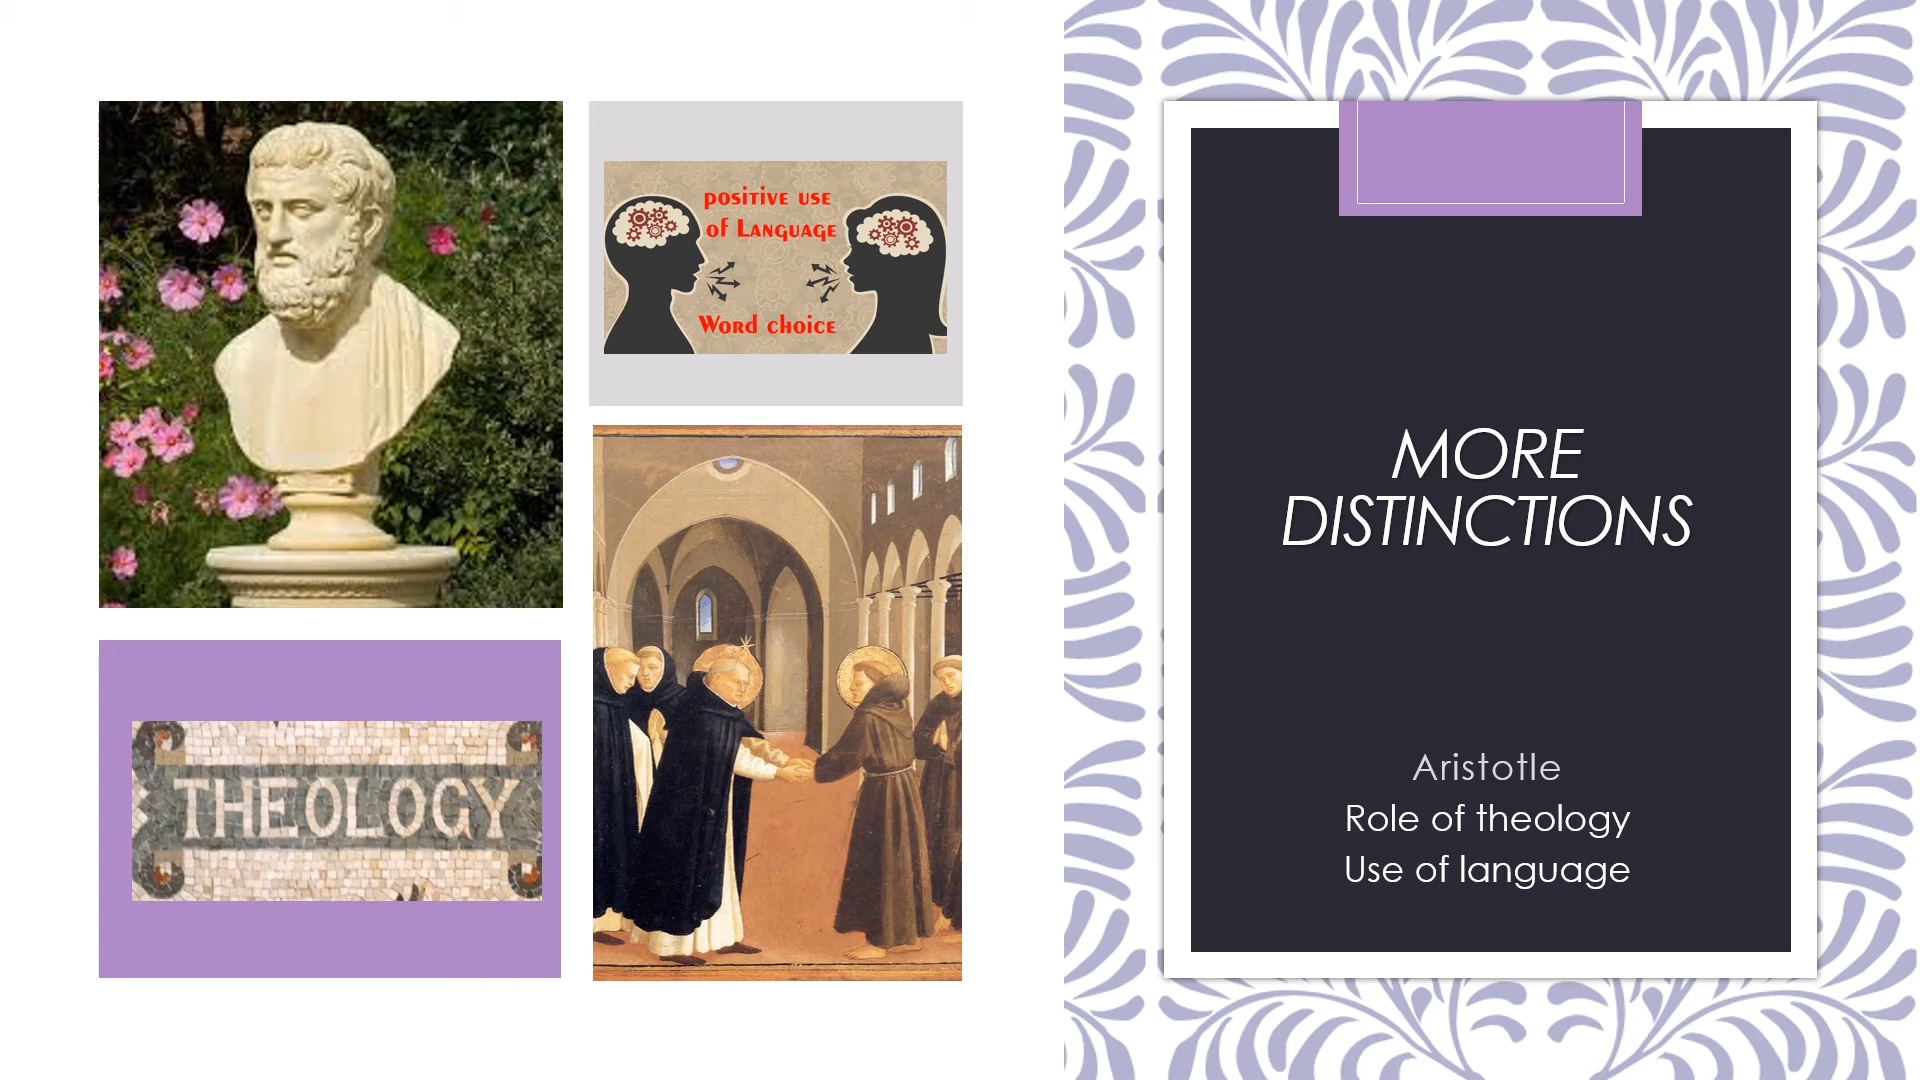 positive use
of Language
Word choice
THEOLOGY
MORE
DISTINCTIONS
Aristotle
Role of theology
Use of language